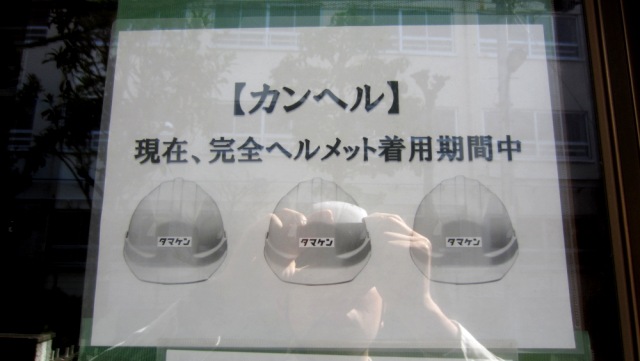 【カンヘル】
現在、完全ヘルメット着用期間中
タマケン タマケン タマケン